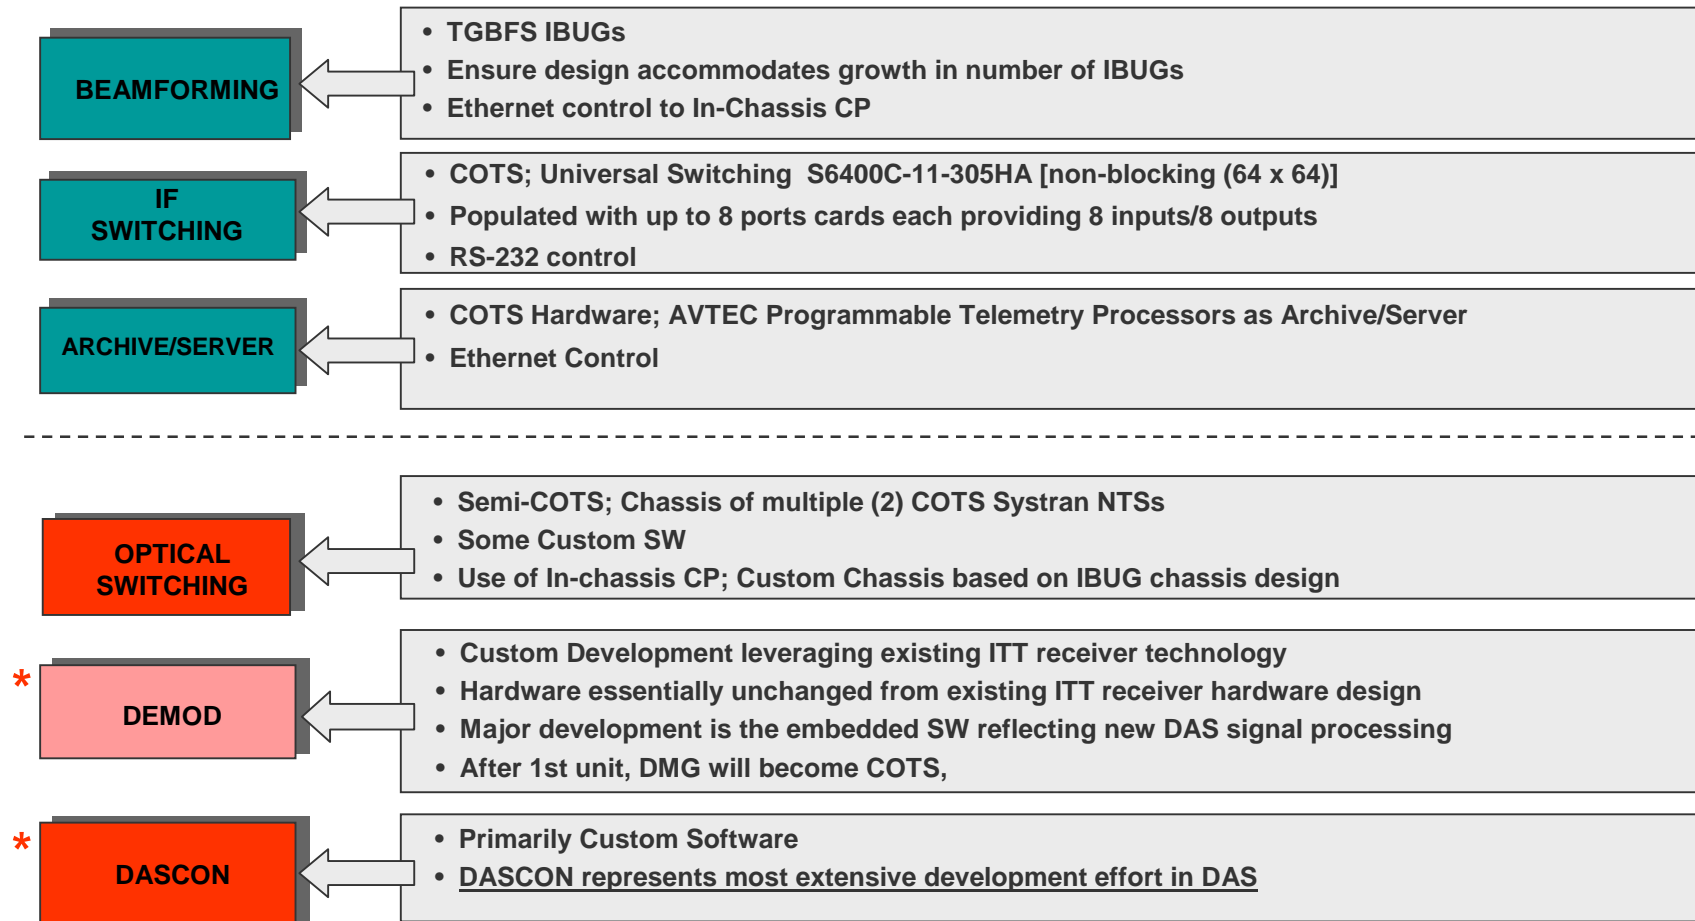 BEAMFORMING
• TGBFS IBUGs
• Ensure design accommodates growth in number of IBUGs
• Ethernet control to In-Chassis CP
IF
SWITCHING
• COTS; Universal Switching S6400C-11-305HA [non-blocking (64 x 64)]
• Populated with up to 8 ports cards each providing 8 inputs/8 outputs
• RS-232 control
ARCHIVE/SERVER
• COTS Hardware; AVTEC Programmable Telemetry Processors as Archive/Server
• Ethernet Control
OPTICAL
SWITCHING
• Semi-COTS; Chassis of multiple (2) COTS Systran NTSs
• Some Custom SW
• Use of In-chassis CP; Custom Chassis based on IBUG chassis design
*
DEMOD
• Custom Development leveraging existing ITT receiver technology
• Hardware essentially unchanged from existing ITT receiver hardware design
• Major development is the embedded SW reflecting new DAS signal processing
• After 1st unit, DMG will become COTS,
*
DASCON
• Primarily Custom Software
• DASCON represents most extensive development effort in DAS